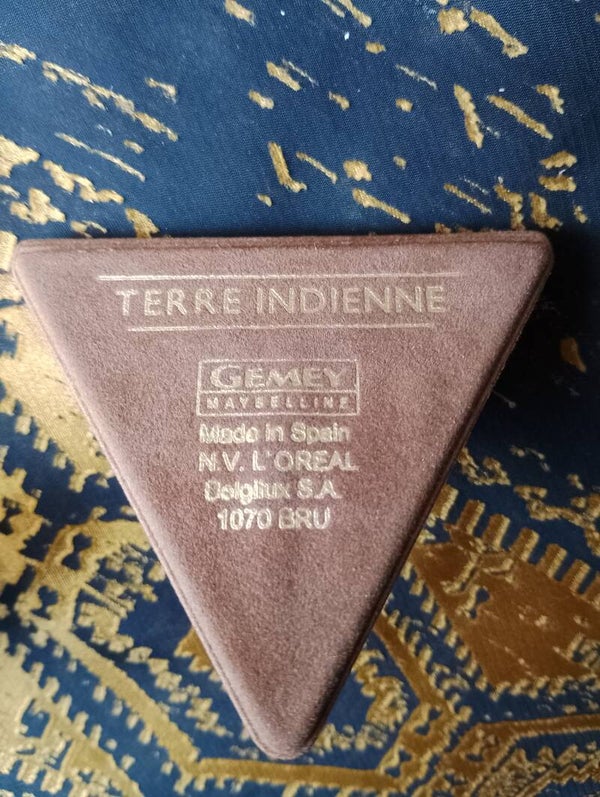 TERRE INDIENNE
GEMEY
MAYBELLINE
Made in Spain
N.V. L'OREAL
Belgilux S.A.
1070 BRU